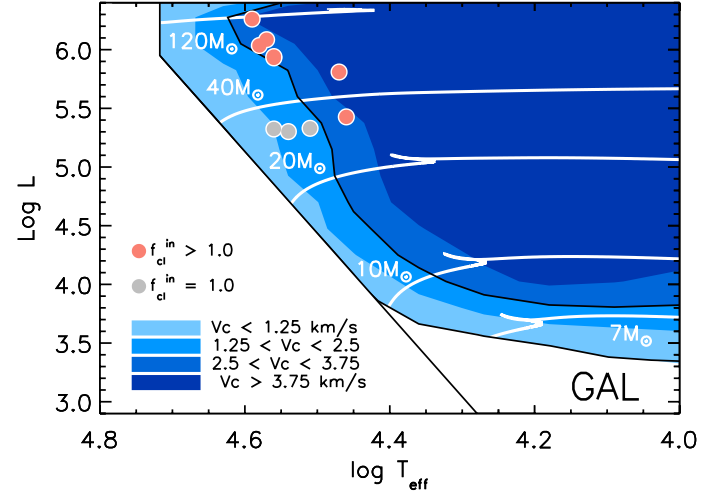 6.0
5.5
5.0
4.5
4.0
3.5
3.0
Log L
120M⊙
40M⊙
20M⊙
10M⊙
7M⊙
f_cl^in > 1.0
f_cl^in = 1.0
Vc < 1.25 km/s
1.25 < Vc < 2.5
2.5 < Vc < 3.75
Vc > 3.75 km/s
GAL
4.8 4.6 4.4 4.2 4.0
log T_eff